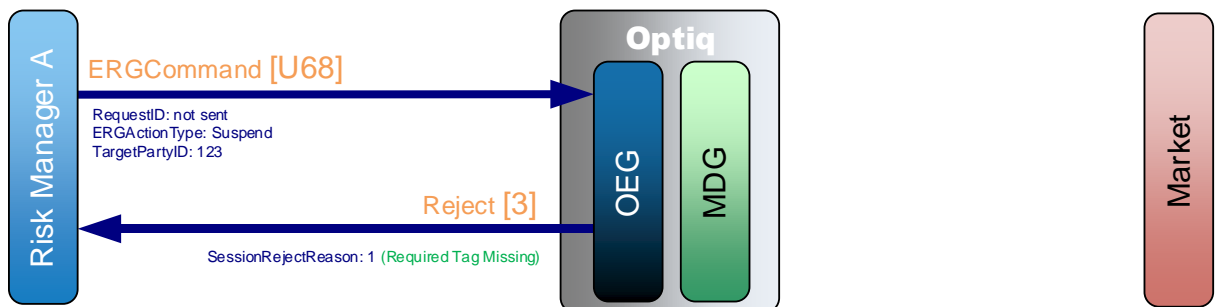 Risk Manager A
ERGCommand [U68]
RequestID: not sent
ERGActionType: Suspend
TargetPartyID: 123
Reject [3]
SessionRejectReason: 1 (Required Tag Missing)
Optiq
OEG
MDG
Market